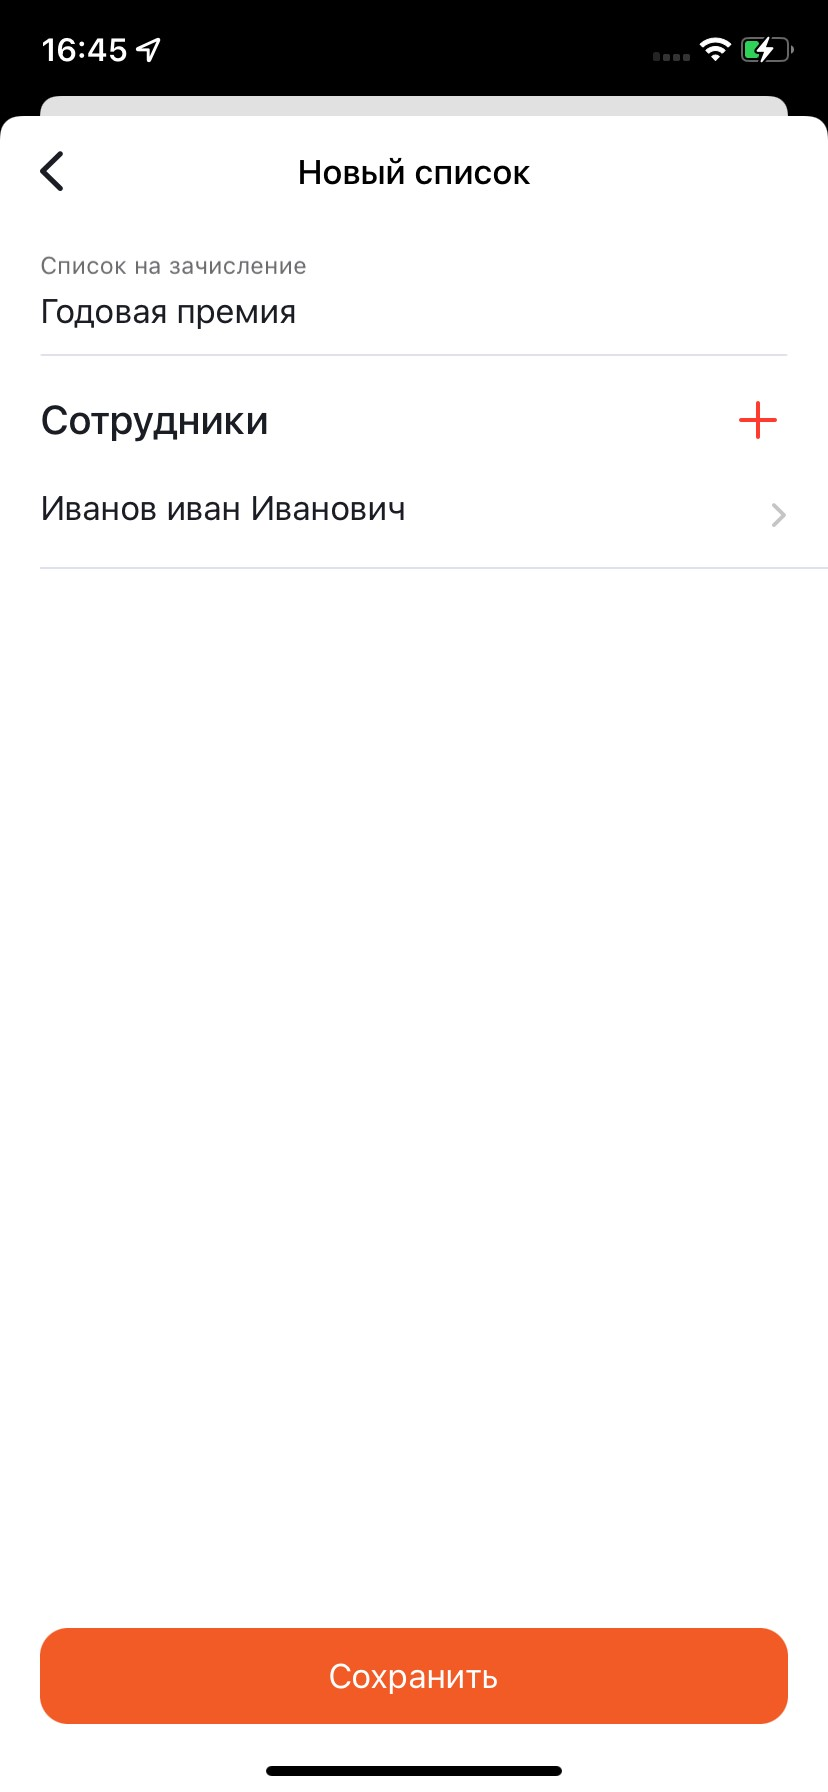 16:45
Новый список
Список на зачисление
Годовая премия
Сотрудники
Иванов иван Иванович
Сохранить